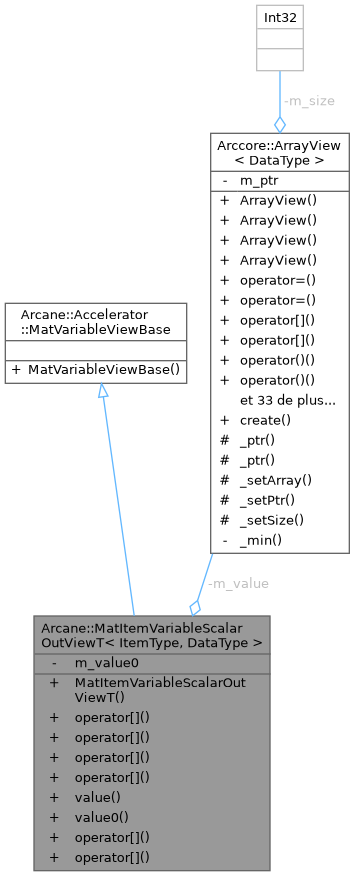 Int32
-m_size
Arccore::ArrayView
< DataType >
- m_ptr
+ ArrayView()
+ ArrayView()
+ ArrayView()
+ ArrayView()
+ operator=()
+ operator=()
+ operator[]()
+ operator[]()
+ operator()()
+ operator()()
et 33 de plus...
+ create()
# _ptr()
# _ptr()
# _setArray()
# _setPtr()
# _setSize()
- _min()
Arcane::Accelerator
::MatVariableViewBase
+ MatVariableViewBase()
-m_value
Arcane::MatItemVariableScalar
OutViewT< ItemType, DataType >
- m_value0
+ MatItemVariableScalarOut
ViewT()
+ operator[]()
+ operator[]()
+ operator[]()
+ operator[]()
+ value()
+ value0()
+ operator[]()
+ operator[]()